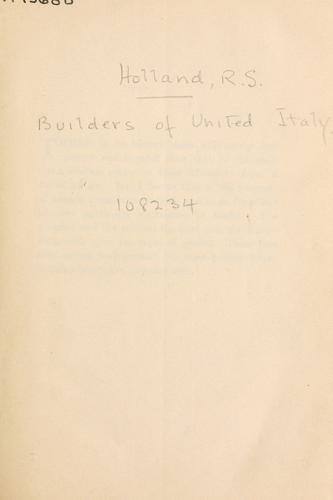 Holland, R.S.
Builders of United Italy
108234